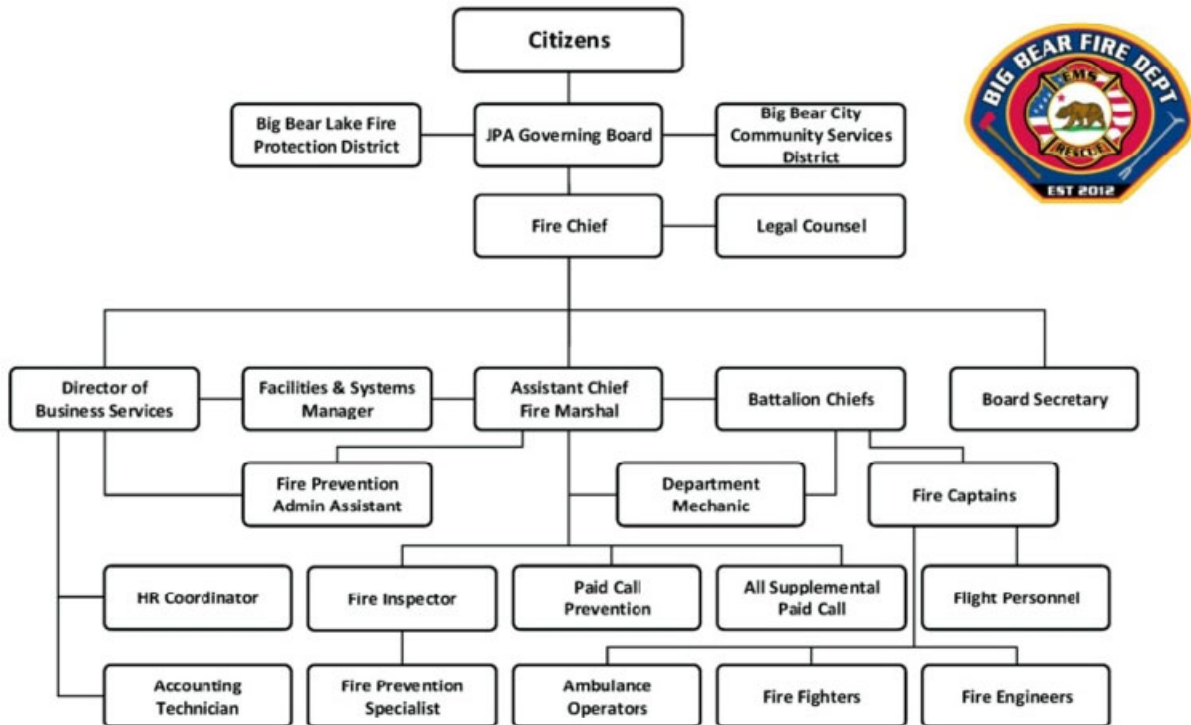 Citizens
BIG BEAR FIRE DEPT
EMS
RESCUE
EST 2012
Big Bear Lake Fire
Protection District
JPA Governing Board
Big Bear City
Community Services
District
Fire Chief
Legal Counsel
Director of
Business Services
Facilities & Systems
Manager
Assistant Chief
Fire Marshal
Battalion Chiefs
Board Secretary
Fire Prevention
Admin Assistant
Department
Mechanic
Fire Captains
HR Coordinator
Fire Inspector
Paid Call
Prevention
All Supplemental
Paid Call
Flight Personnel
Accounting
Technician
Fire Prevention
Specialist
Ambulance
Operators
Fire Fighters
Fire Engineers